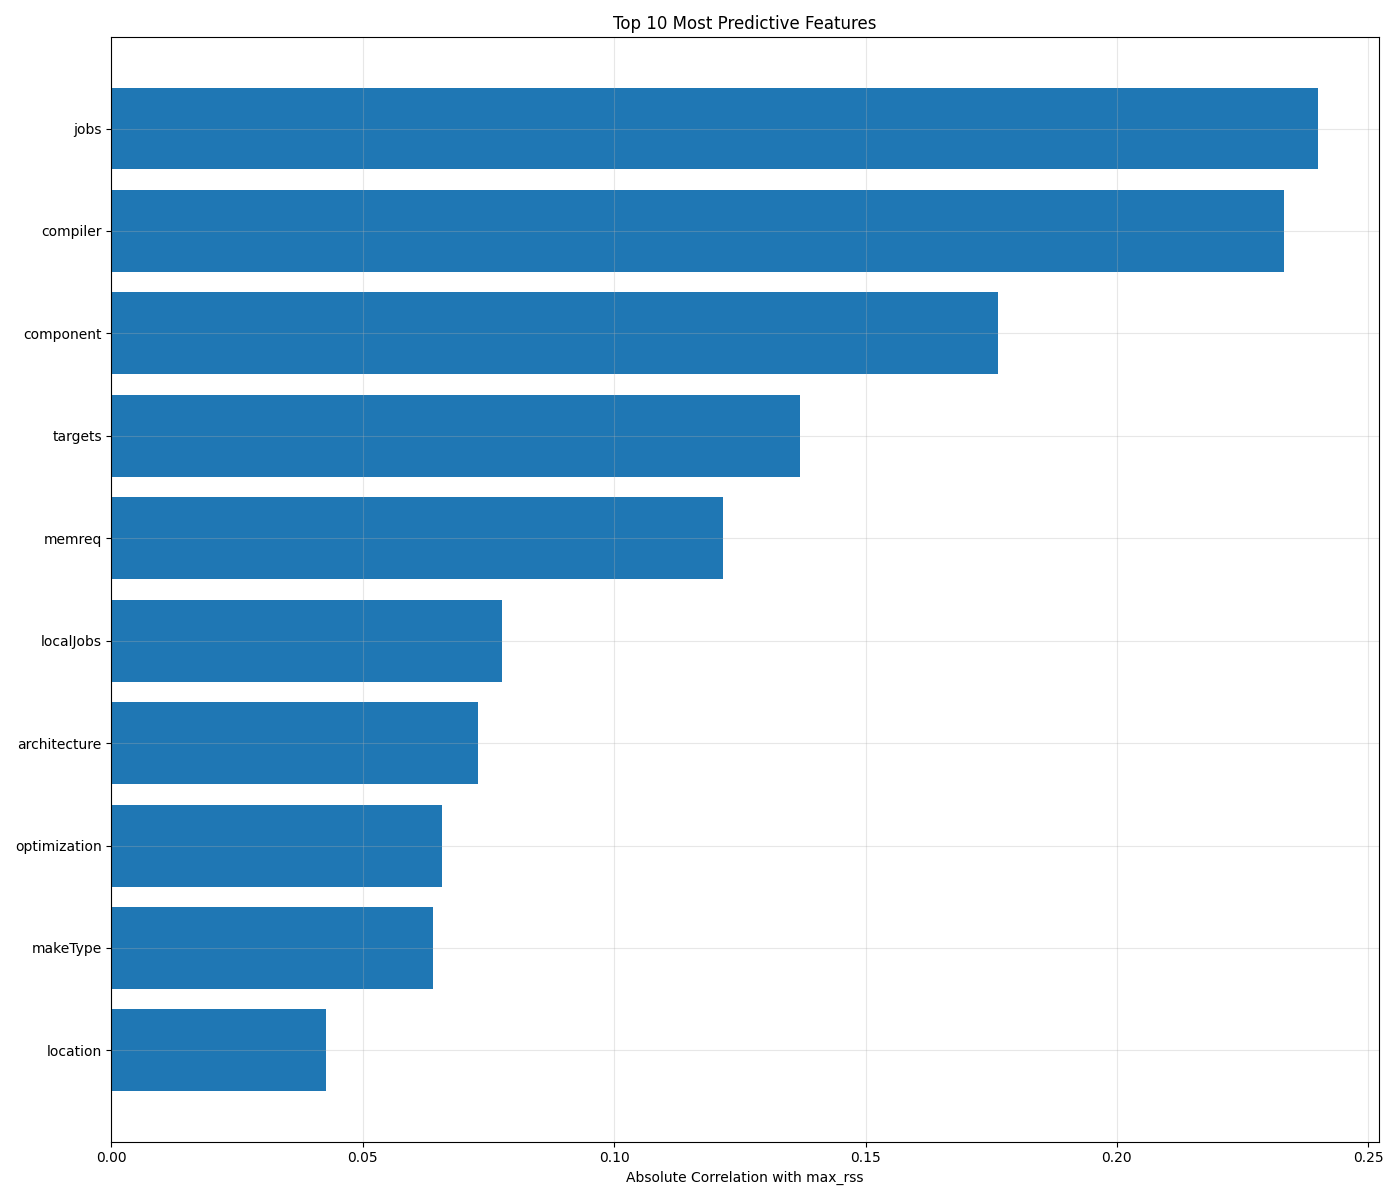 Top 10 Most Predictive Features
jobs
compiler
component
targets
memreq
localJobs
architecture
optimization
makeType
location
0.00 0.05 0.10 0.15 0.20 0.25
Absolute Correlation with max_rss